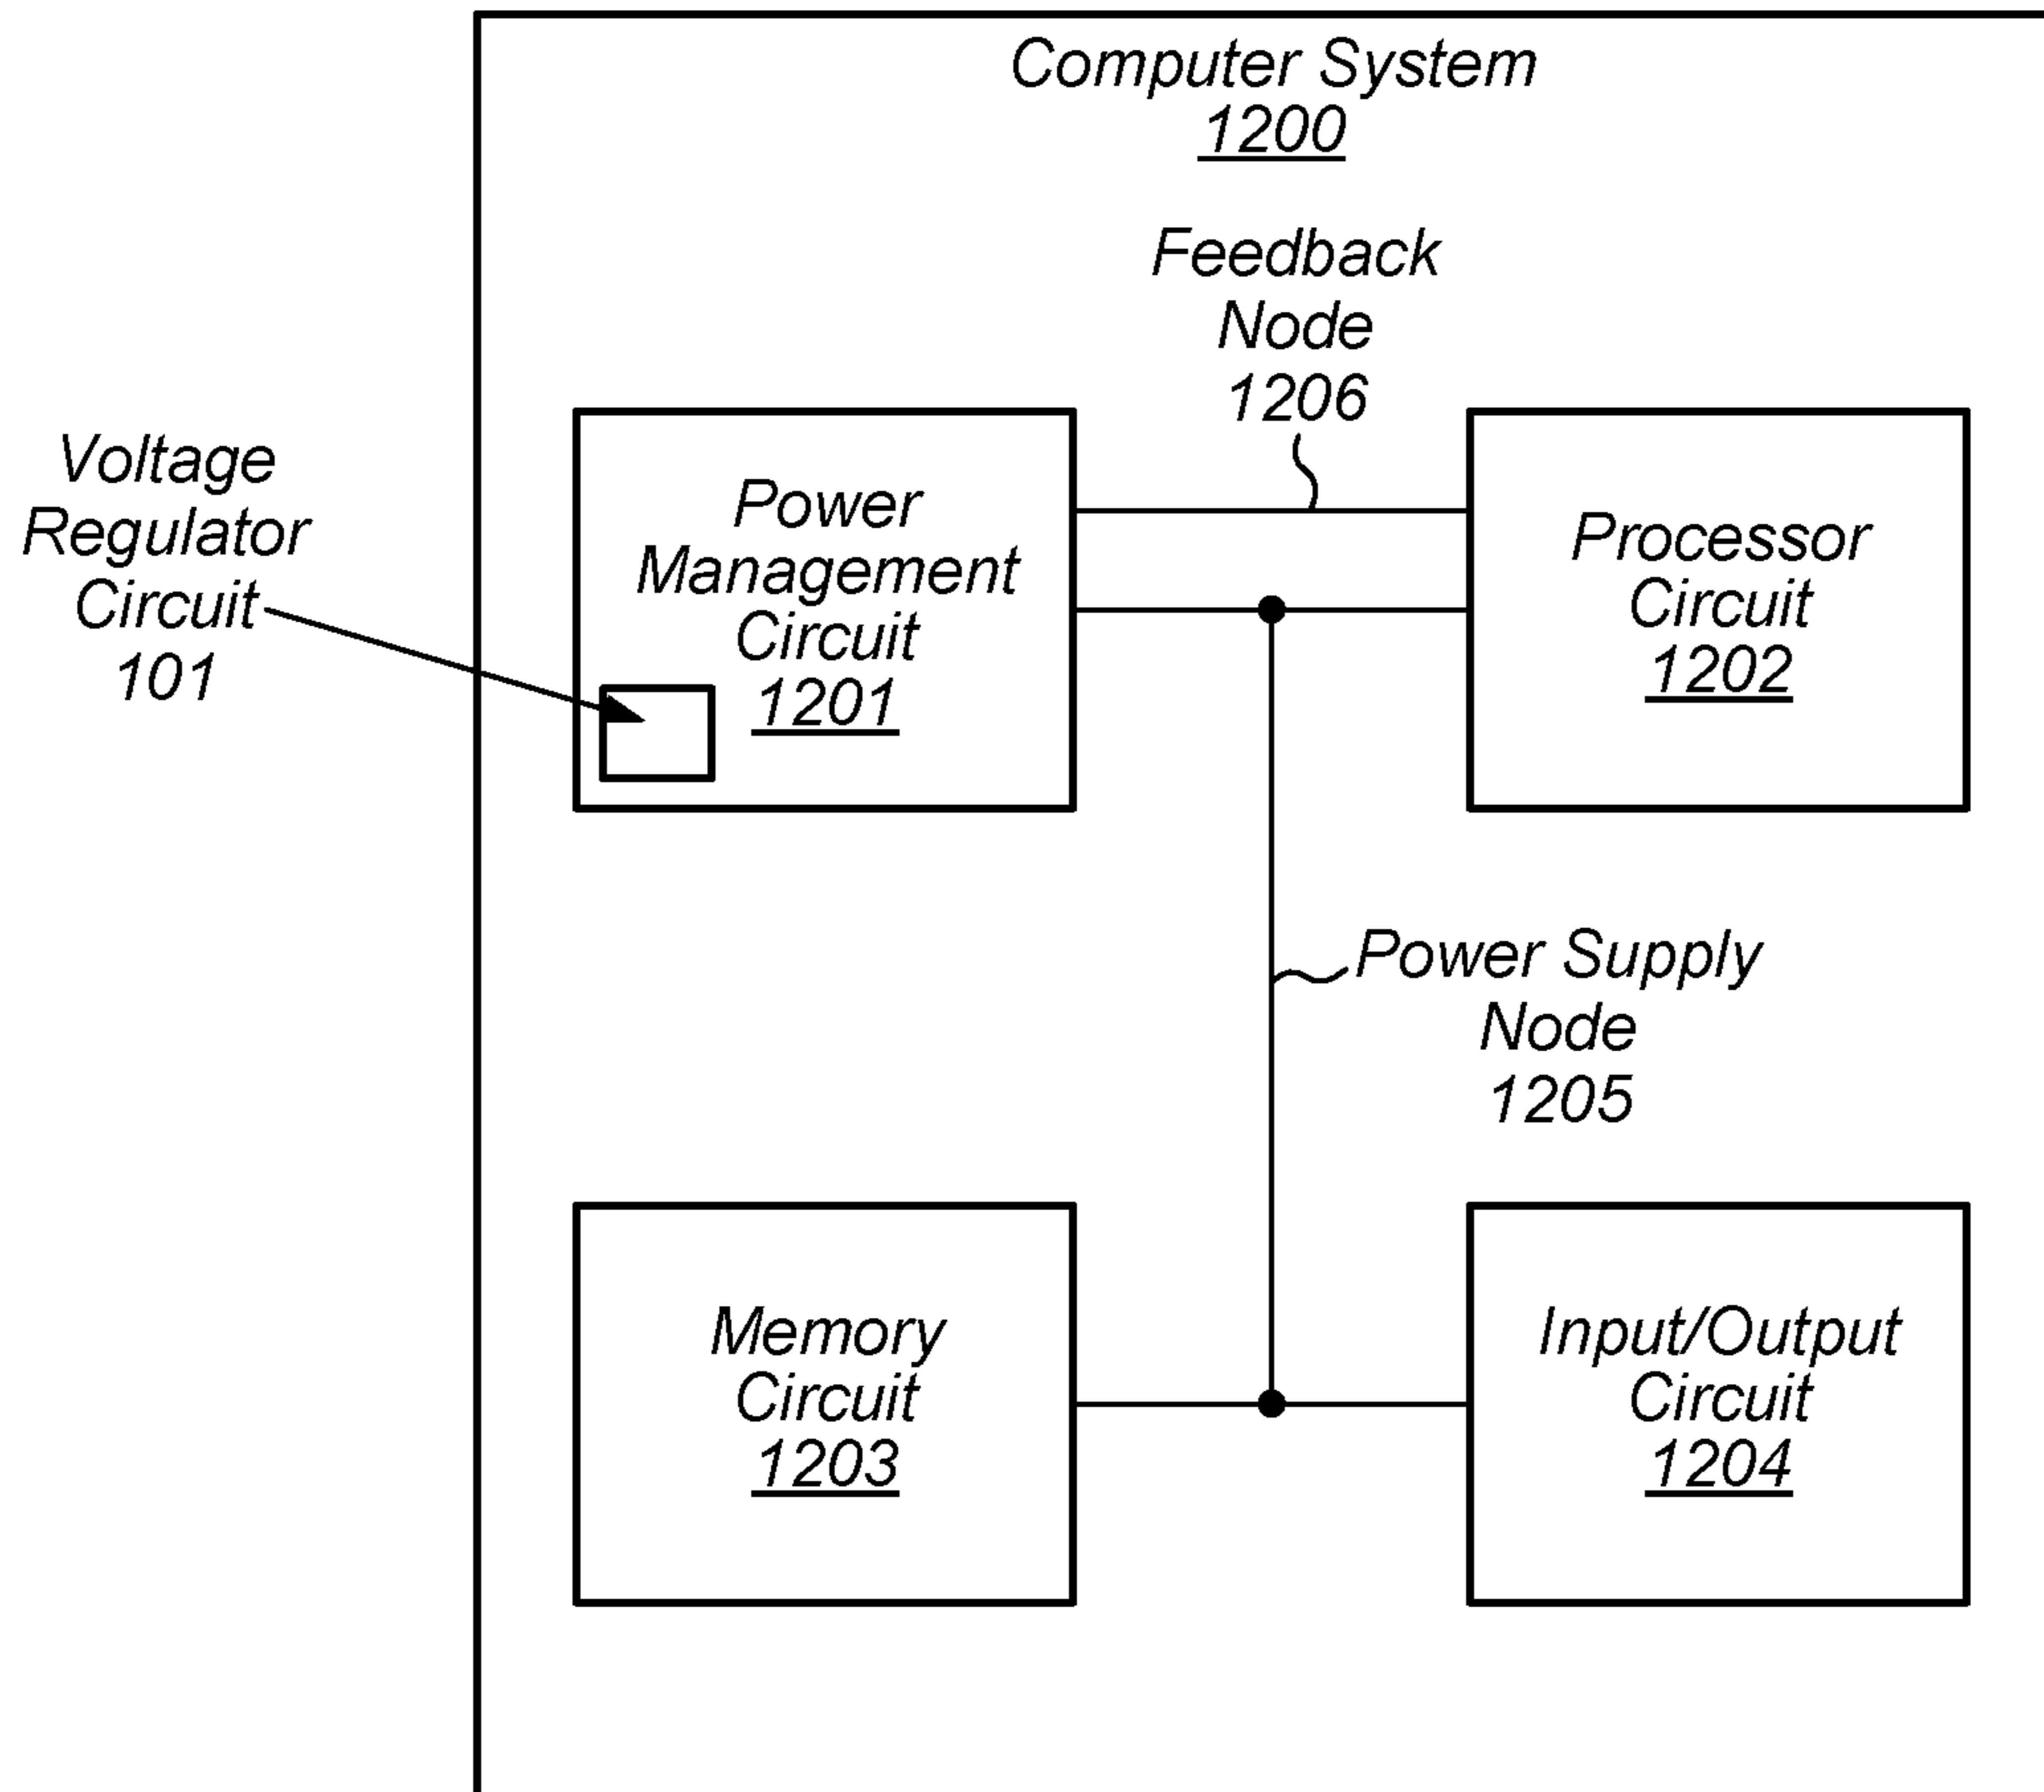 Computer System
1200
Feedback
Node
1206
Voltage
Regulator
Circuit
101
Power
Management
Circuit
1201
Processor
Circuit
1202
Power Supply
Node
1205
Memory
Circuit
1203
Input/Output
Circuit
1204